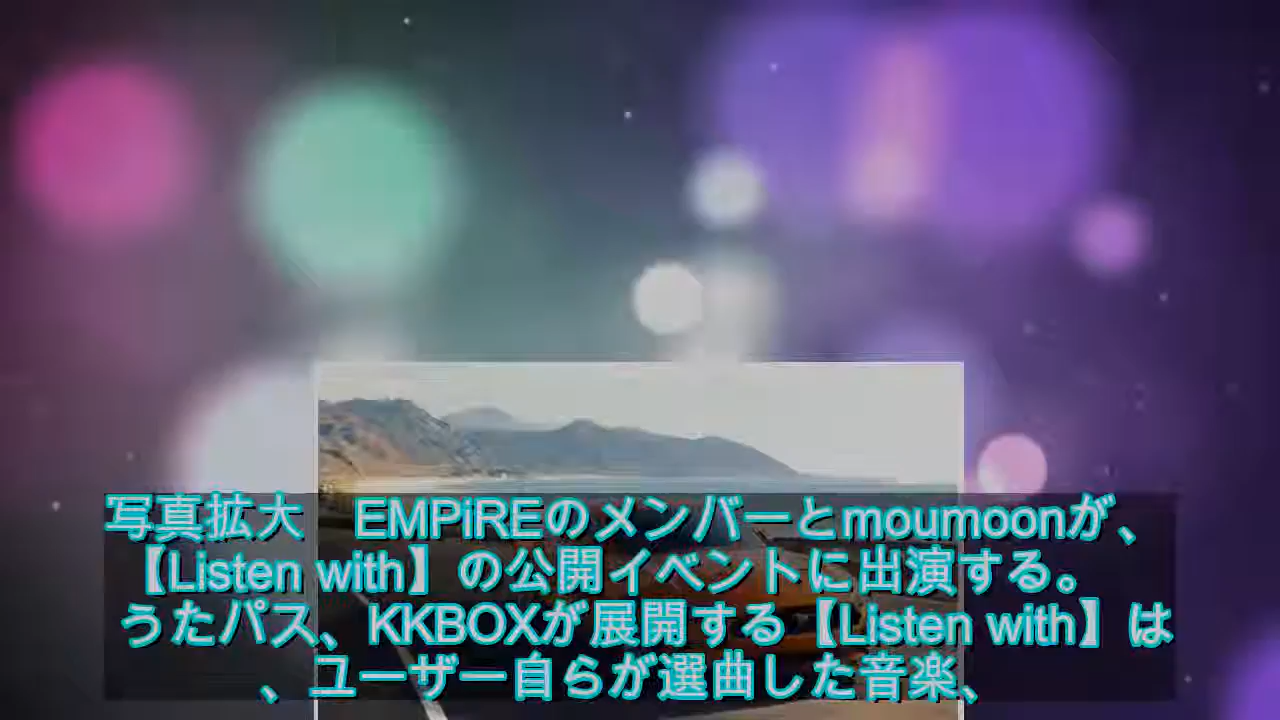 写真拡大　EMPiREのメンバーとmoumoonが、
【Listen with】の公開イベントに出演する。
うたパス、KKBOXが展開する【Listen with】は
、ユーザー自らが選曲した音楽、